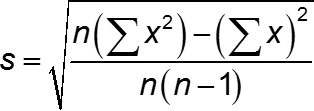 s = √((n(∑x²) − (∑x)²) / (n(n − 1)))